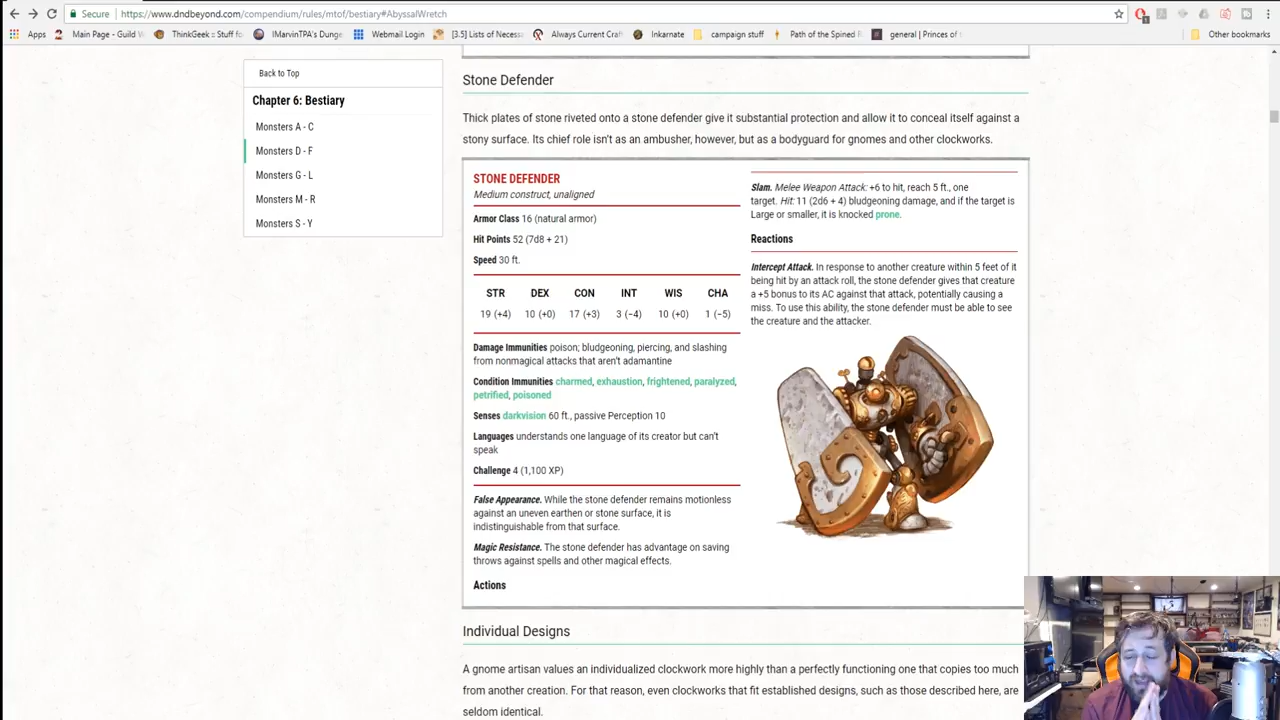 Secure
https://www.dndbeyond.com/compendium/rules/mtof/bestiary#AbyssalWretch
Apps
Main Page - Guild W
ThinkGeek :: Stuff fo
IMarvinTPA's Dunge
Webmail Login
[3.5] Lists of Necessa
Always Current Craf
Inkarnate
campaign stuff
Path of the Spined R
general | Princes of t
Other bookmarks
Back to Top
Chapter 6: Bestiary
Monsters A - C
Monsters D - F
Monsters G - L
Monsters M - R
Monsters S - Y
Stone Defender
Thick plates of stone riveted onto a stone defender give it substantial protection and allow it to conceal itself against a
stony surface. Its chief role isn't as an ambusher, however, but as a bodyguard for gnomes and other clockworks.
STONE DEFENDER
Medium construct, unaligned
Armor Class 16 (natural armor)
Hit Points 52 (7d8 + 21)
Speed 30 ft.
STR DEX CON INT WIS CHA
19 (+4) 10 (+0) 17 (+3) 3 (−4) 10 (+0) 1 (−5)
Damage Immunities poison; bludgeoning, piercing, and slashing
from nonmagical attacks that aren't adamantine
Condition Immunities charmed, exhaustion, frightened, paralyzed,
petrified, poisoned
Senses darkvision 60 ft., passive Perception 10
Languages understands one language of its creator but can't
speak
Challenge 4 (1,100 XP)
False Appearance. While the stone defender remains motionless
against an uneven earthen or stone surface, it is
indistinguishable from that surface.
Magic Resistance. The stone defender has advantage on saving
throws against spells and other magical effects.
Actions
Slam. Melee Weapon Attack: +6 to hit, reach 5 ft., one
target. Hit: 11 (2d6 + 4) bludgeoning damage, and if the target is
Large or smaller, it is knocked prone.
Reactions
Intercept Attack. In response to another creature within 5 feet of it
being hit by an attack roll, the stone defender gives that creature
a +5 bonus to its AC against that attack, potentially causing a
miss. To use this ability, the stone defender must be able to see
the creature and the attacker.
Individual Designs
A gnome artisan values an individualized clockwork more highly than a perfectly functioning one that copies too much
from another creation. For that reason, even clockworks that fit established designs, such as those described here, are
seldom identical.